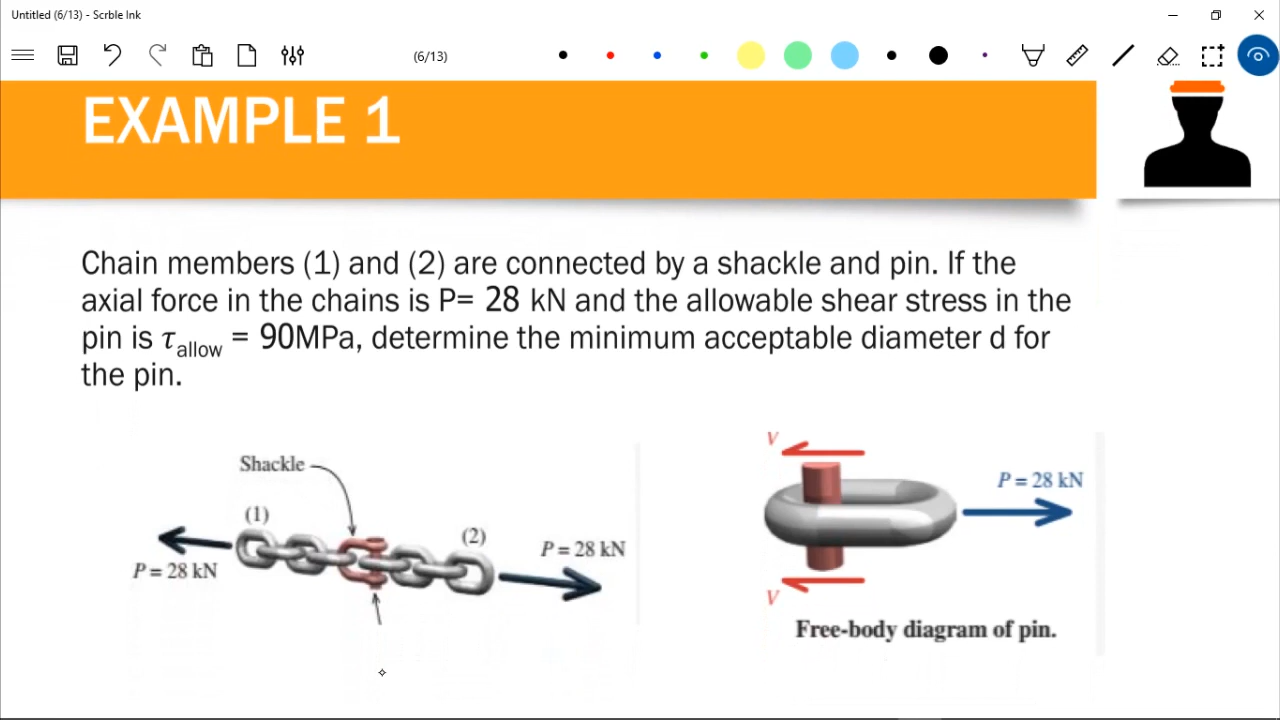 Untitled (6/13) - Scrble Ink
(6/13)
EXAMPLE 1
Chain members (1) and (2) are connected by a shackle and pin. If the
axial force in the chains is P= 28 kN and the allowable shear stress in the
pin is τallow = 90MPa, determine the minimum acceptable diameter d for
the pin.
Shackle
(1)
(2)
P = 28 kN
P = 28 kN
V
P = 28 kN
V
Free-body diagram of pin.